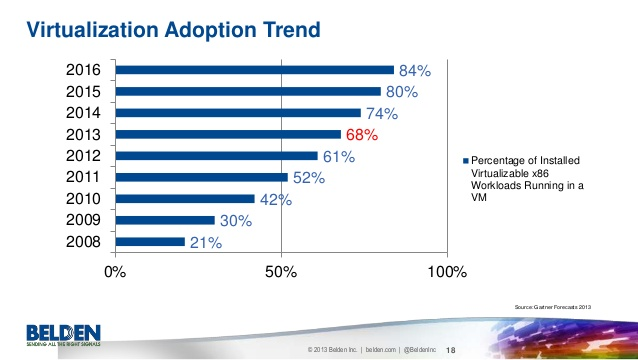 Virtualization Adoption Trend
2016
84%
2015
80%
2014
74%
2013
68%
2012
61%
2011
52%
2010
42%
2009
30%
2008
21%
0%
50%
100%
Percentage of Installed
Virtualizable x86
Workloads Running in a
VM
Source: Gartner Forecasts 2013
BELDEN
SENDING ALL THE RIGHT SIGNALS
© 2013 Belden Inc. | belden.com | @BeldenInc 18